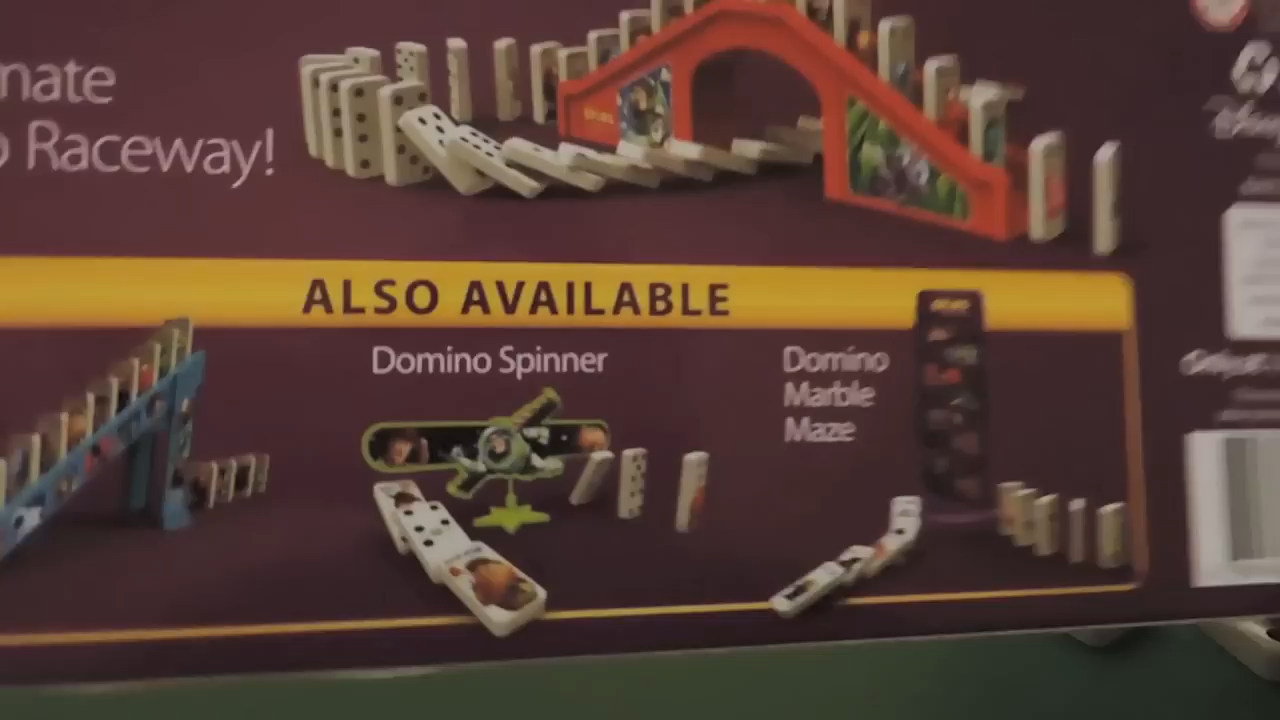 mate
Raceway!
ALSO AVAILABLE
Domino Spinner
Domino
Marble
Maze